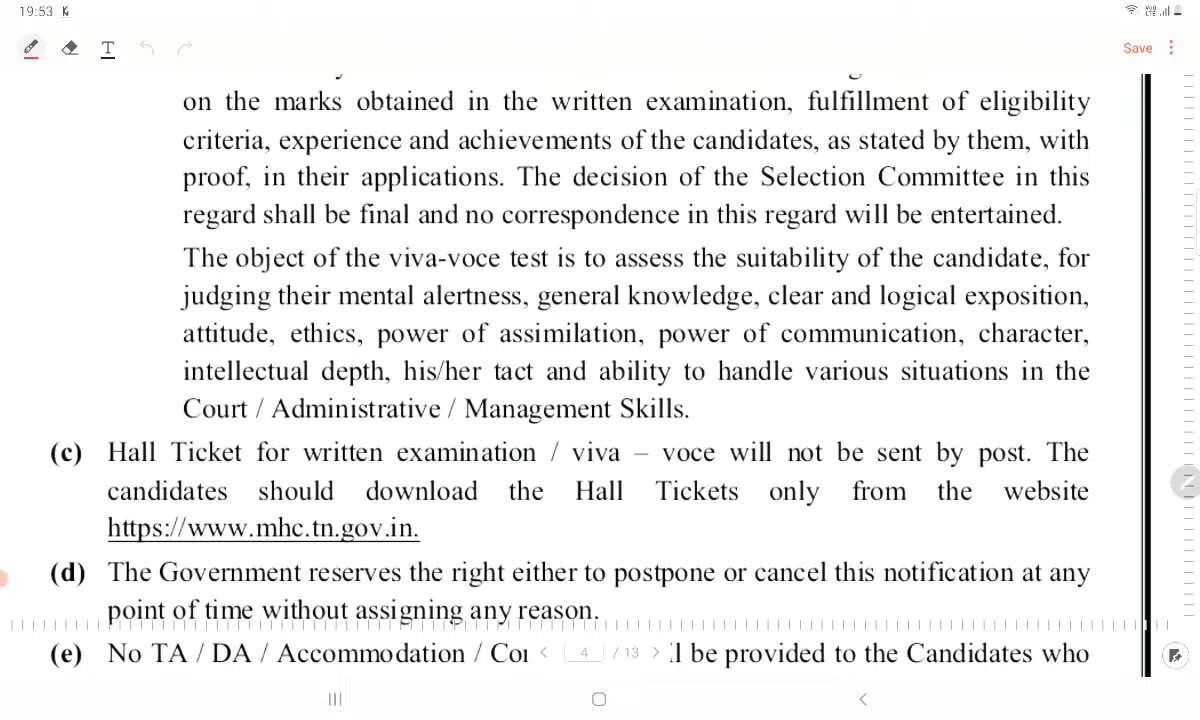 19:53
Save
on the marks obtained in the written examination, fulfillment of eligibility
criteria, experience and achievements of the candidates, as stated by them, with
proof, in their applications. The decision of the Selection Committee in this
regard shall be final and no correspondence in this regard will be entertained.
The object of the viva-voce test is to assess the suitability of the candidate, for
judging their mental alertness, general knowledge, clear and logical exposition,
attitude, ethics, power of assimilation, power of communication, character,
intellectual depth, his/her tact and ability to handle various situations in the
Court / Administrative / Management Skills.
(c) Hall Ticket for written examination / viva – voce will not be sent by post. The
candidates should download the Hall Tickets only from the website
https://www.mhc.tn.gov.in.
(d) The Government reserves the right either to postpone or cancel this notification at any
point of time without assigning any reason.
(e) No TA / DA / Accommodation / be provided to the Candidates who
4 / 13